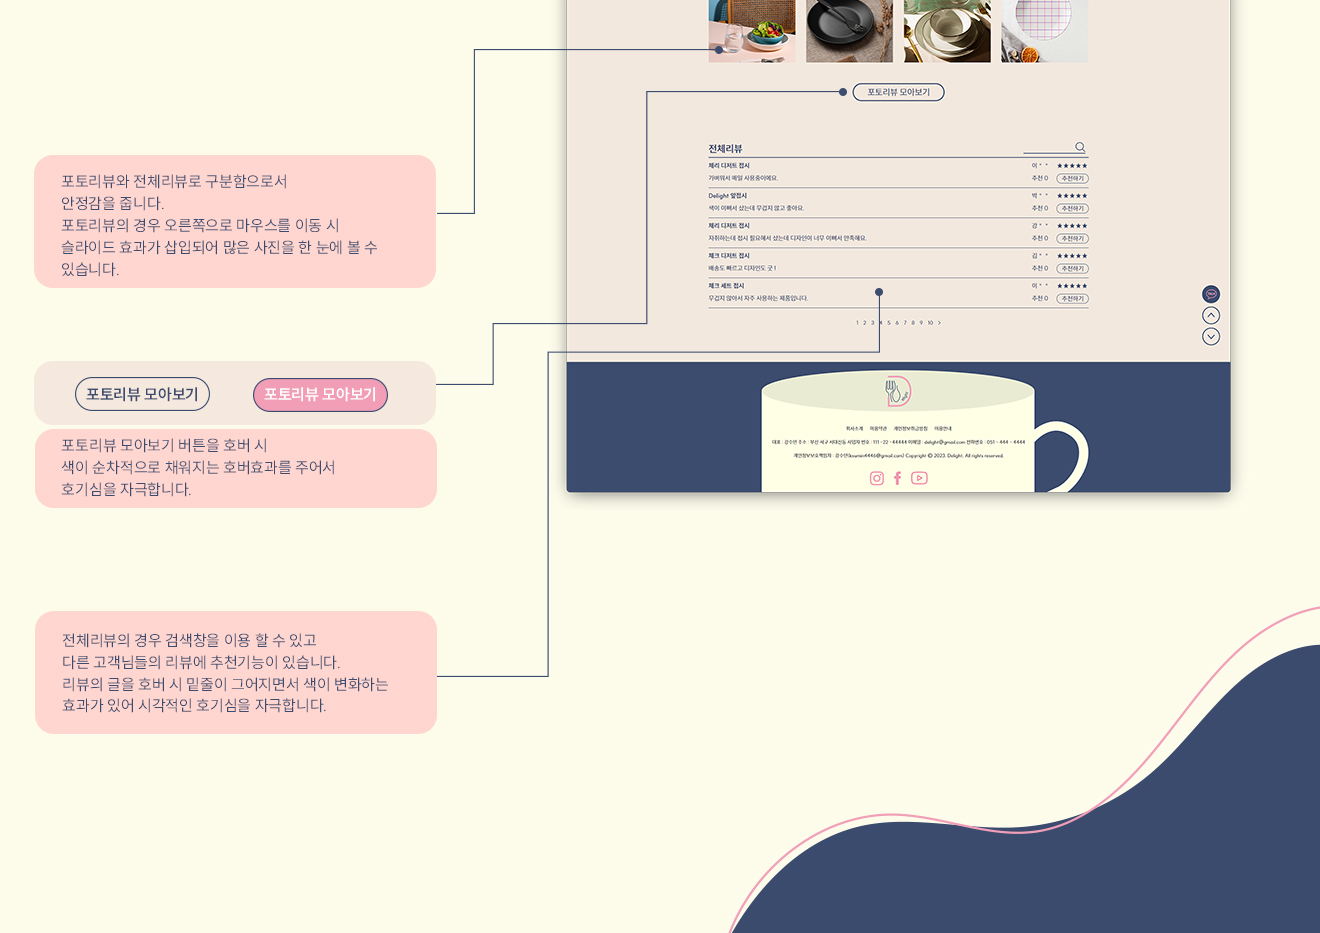 포토리뷰 모아보기
전체리뷰
체리 디저트 접시 이 * * ★★★★★
가벼워서 매일 사용중이에요. 추천 0 추천하기
Delight 앞접시 박 * * ★★★★★
색이 이뻐서 샀는데 무겁지 않고 좋아요. 추천 0 추천하기
체리 디저트 접시 강 * * ★★★★★
자취하는데 접시 필요해서 샀는데 디자인이 너무 이뻐서 만족해요. 추천 0 추천하기
체크 디저트 접시 김 * * ★★★★★
배송도 빠르고 디자인도 굿 ! 추천 0 추천하기
체크 세트 접시 이 * * ★★★★★
무겁지 않아서 자주 사용하는 제품입니다. 추천 0 추천하기
1 2 3 4 5 6 7 8 9 10 >
회사소개 이용약관 개인정보취급방침 이용안내
대표 : 강수연 주소 : 부산 서구 서대신동 사업자 번호 : 111 - 22 - 44444 이메일 : delight@gmail.com 전화번호 : 051 - 444 - 4444
Copyright © 2023. Delight. All rights reserved.
포토리뷰와 전체리뷰로 구분함으로서
안정감을 줍니다.
포토리뷰의 경우 오른쪽으로 마우스를 이동 시
슬라이드 효과가 삽입되어 많은 사진을 한 눈에 볼 수
있습니다.
포토리뷰 모아보기 포토리뷰 모아보기
포토리뷰 모아보기 버튼을 호버 시
색이 순차적으로 채워지는 호버효과를 주어서
호기심을 자극합니다.
전체리뷰의 경우 검색창을 이용 할 수 있고
다른 고객님들의 리뷰에 추천기능이 있습니다.
리뷰의 글을 호버 시 밑줄이 그어지면서 색이 변화하는
효과가 있어 시각적인 호기심을 자극합니다.